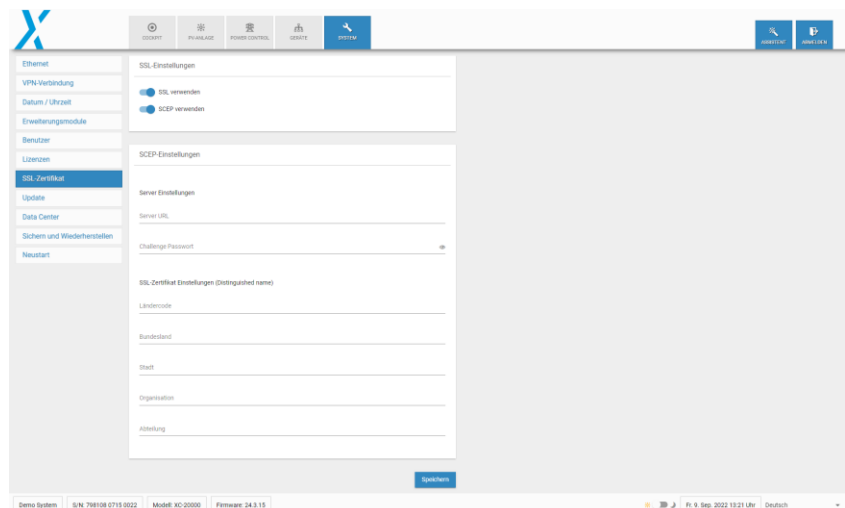 COCKPIT PV-ANLAGE POWER CONTROL GERÄTE SYSTEM ASSISTENT ANMELDEN
Ethernet
VPN-Verbindung
Datum / Uhrzeit
Erweiterungsmodule
Benutzer
Lizenzen
SSL-Zertifikat
Update
Data Center
Sichern und Wiederherstellen
Neustart
SSL-Einstellungen
SSL verwenden
SCEP verwenden
SCEP-Einstellungen
Server Einstellungen
Server URL
Challenge Passwort
SSL-Zertifikat Einstellungen (Distinguished name)
Ländercode
Bundesland
Stadt
Organisation
Abteilung
Speichern
Demo System S/N: 798108 0715 0022 Modell: XC-20000 Firmware: 24.3.15 Fr. 9. Sep. 2022 13:21 Uhr Deutsch